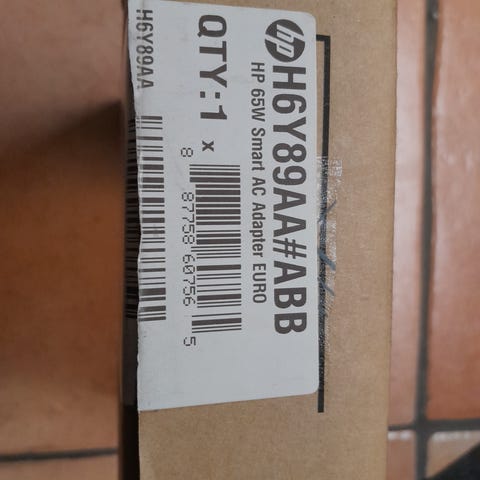 hp
H6Y89AA#ABB
HP 65W Smart AC Adapter EURO
QTY:1 x
8 87758 60756 5
H6Y89AA